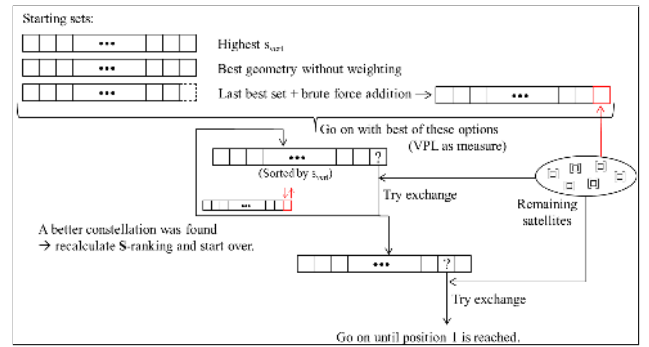 Starting sets:
••• Highest s_vert
••• Best geometry without weighting
••• Last best set + brute force addition → •••
Go on with best of these options
(VPL as measure)
••• ?
(Sorted by s_vert)
Try exchange
•••
Remaining
satellites
A better constellation was found
→ recalculate S-ranking and start over.
••• ?
Try exchange
Go on until position 1 is reached.